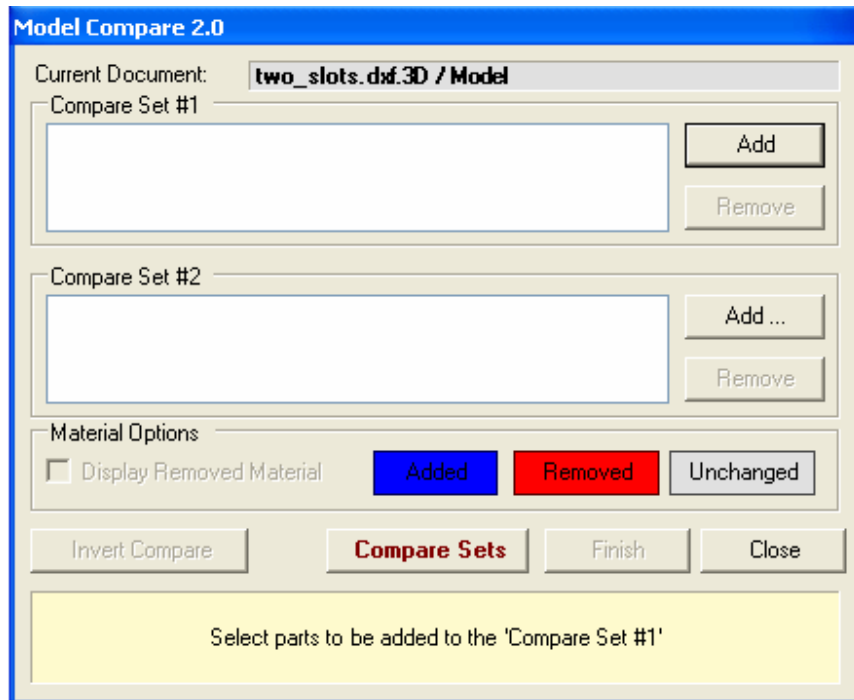 Model Compare 2.0
Current Document: two_slots.dxf.3D / Model
Compare Set #1
Add
Remove
Compare Set #2
Add ...
Remove
Material Options
Display Removed Material Added Removed Unchanged
Invert Compare Compare Sets Finish Close
Select parts to be added to the 'Compare Set #1'